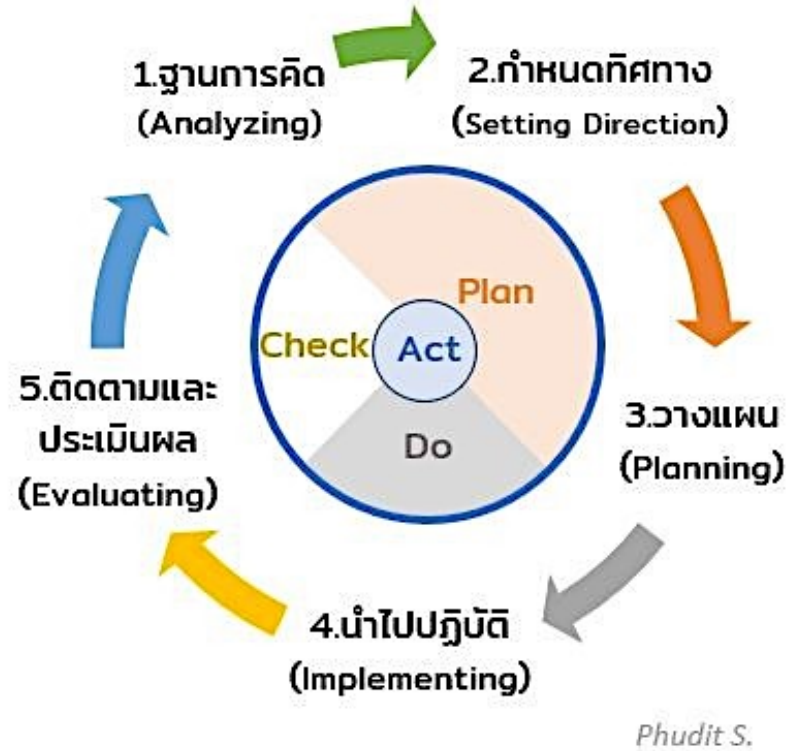 1.ฐานการคิด
(Analyzing)
2.กำหนดทิศทาง
(Setting Direction)
3.วางแผน
(Planning)
4.นำไปปฏิบัติ
(Implementing)
5.ติดตามและ
ประเมินผล
(Evaluating)
Plan
Check
Act
Do
Phudit S.